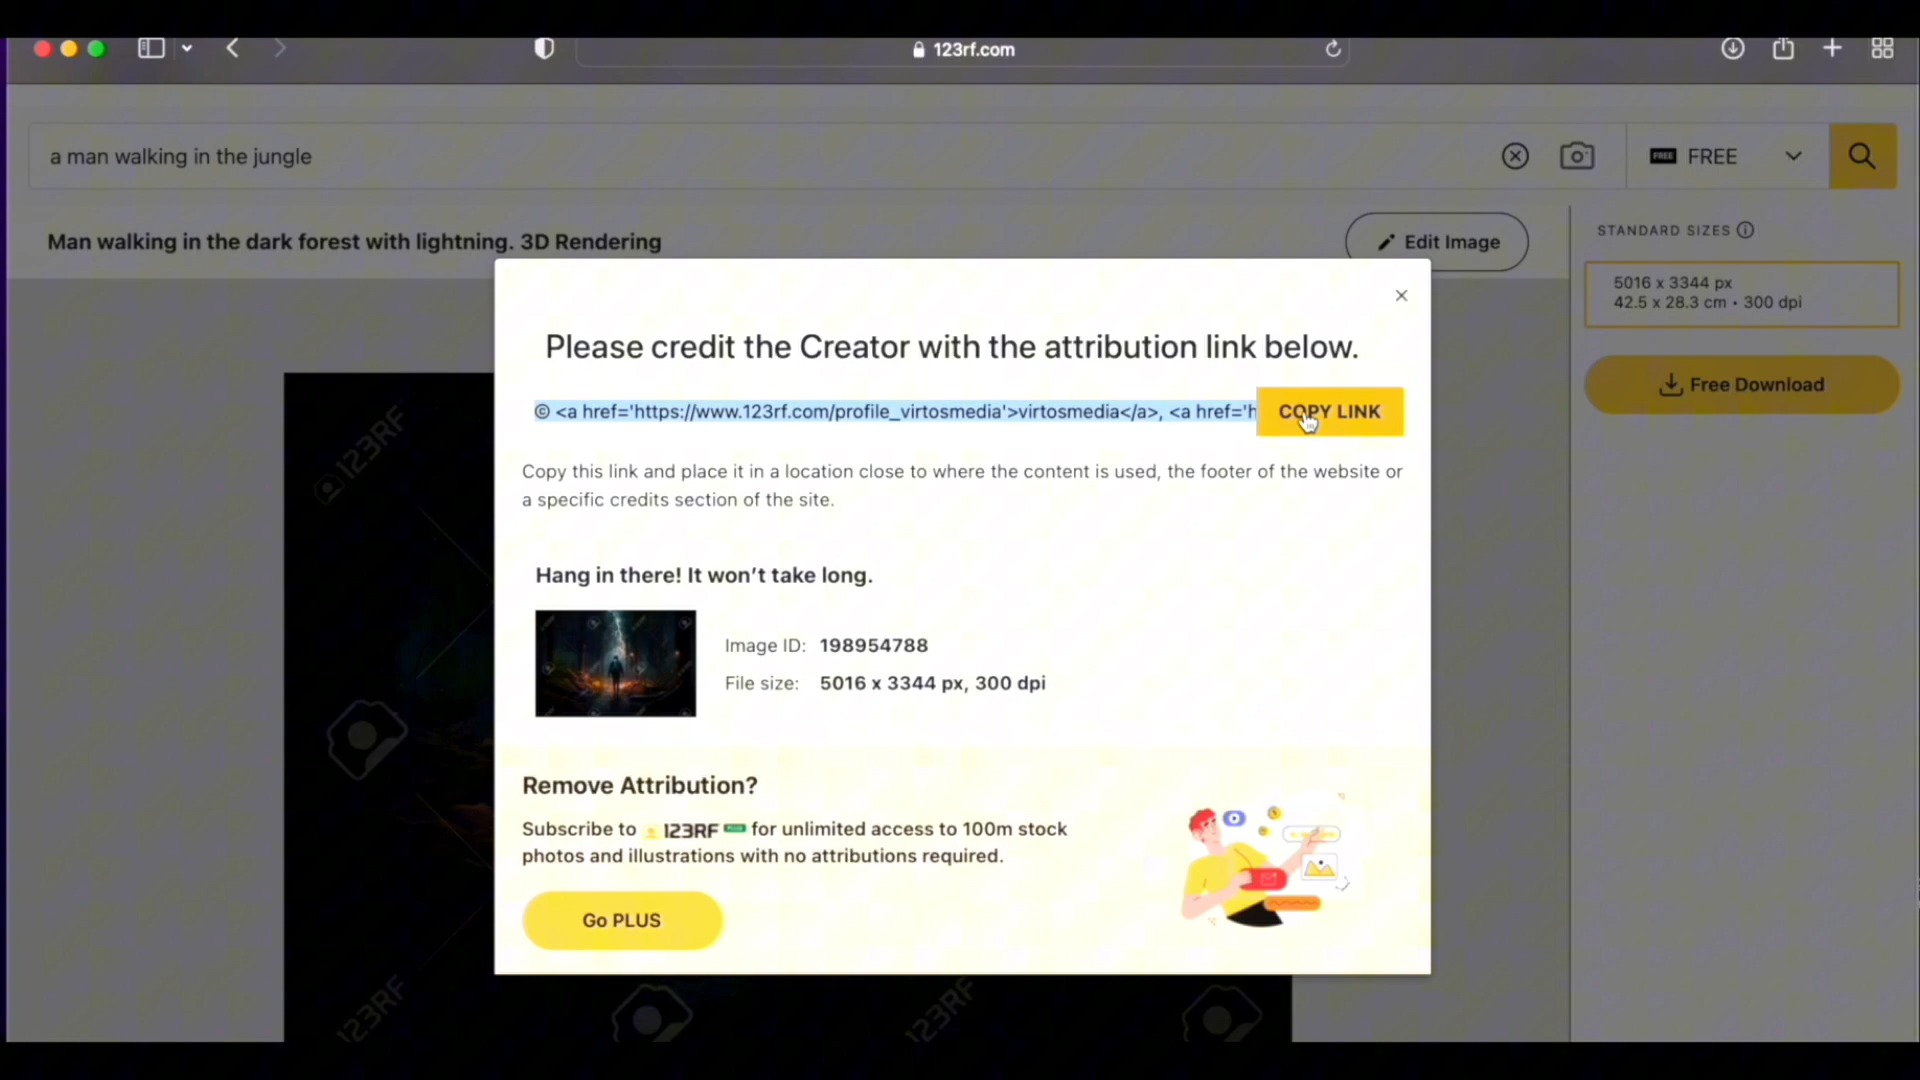 123rf.com
a man walking in the jungle
FREE FREE
Man walking in the dark forest with lightning. 3D Rendering
Edit Image
STANDARD SIZES
5016 x 3344 px
42.5 x 28.3 cm • 300 dpi
Free Download
Please credit the Creator with the attribution link below.
© <a href='https://www.123rf.com/profile_virtosmedia'>virtosmedia</a>, <a href='h
COPY LINK
Copy this link and place it in a location close to where the content is used, the footer of the website or
a specific credits section of the site.
Hang in there! It won't take long.
Image ID: 198954788
File size: 5016 x 3344 px, 300 dpi
Remove Attribution?
Subscribe to 123RF PLUS for unlimited access to 100m stock
photos and illustrations with no attributions required.
Go PLUS
123RF
123RF
123RF